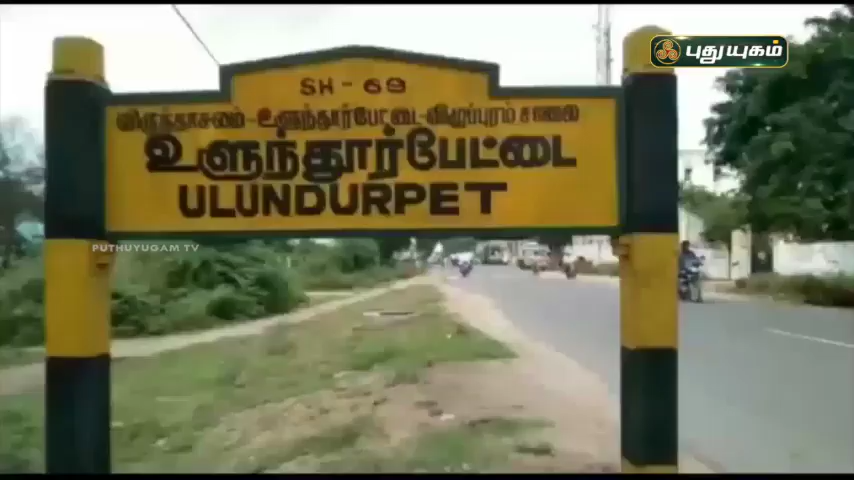 புதுயுகம்
SH - 69
விருத்தாசலம் - உளுந்தூர்பேட்டை - விழுப்புரம் சாலை
உளுந்தூர்பேட்டை
ULUNDURPET
PUTHUYUGAM TV